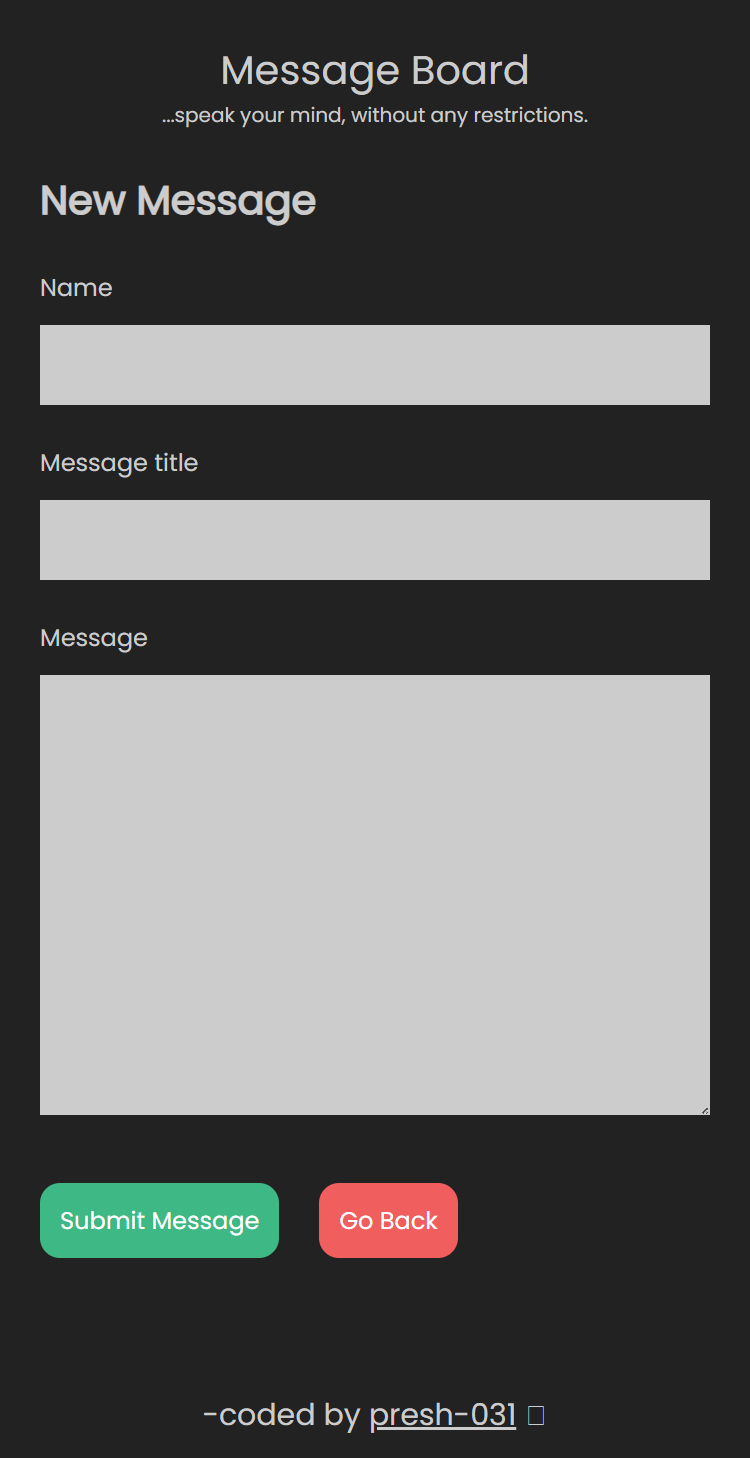 Message Board
...speak your mind, without any restrictions.
New Message
Name
Message title
Message
Submit Message
Go Back
-coded by presh-031